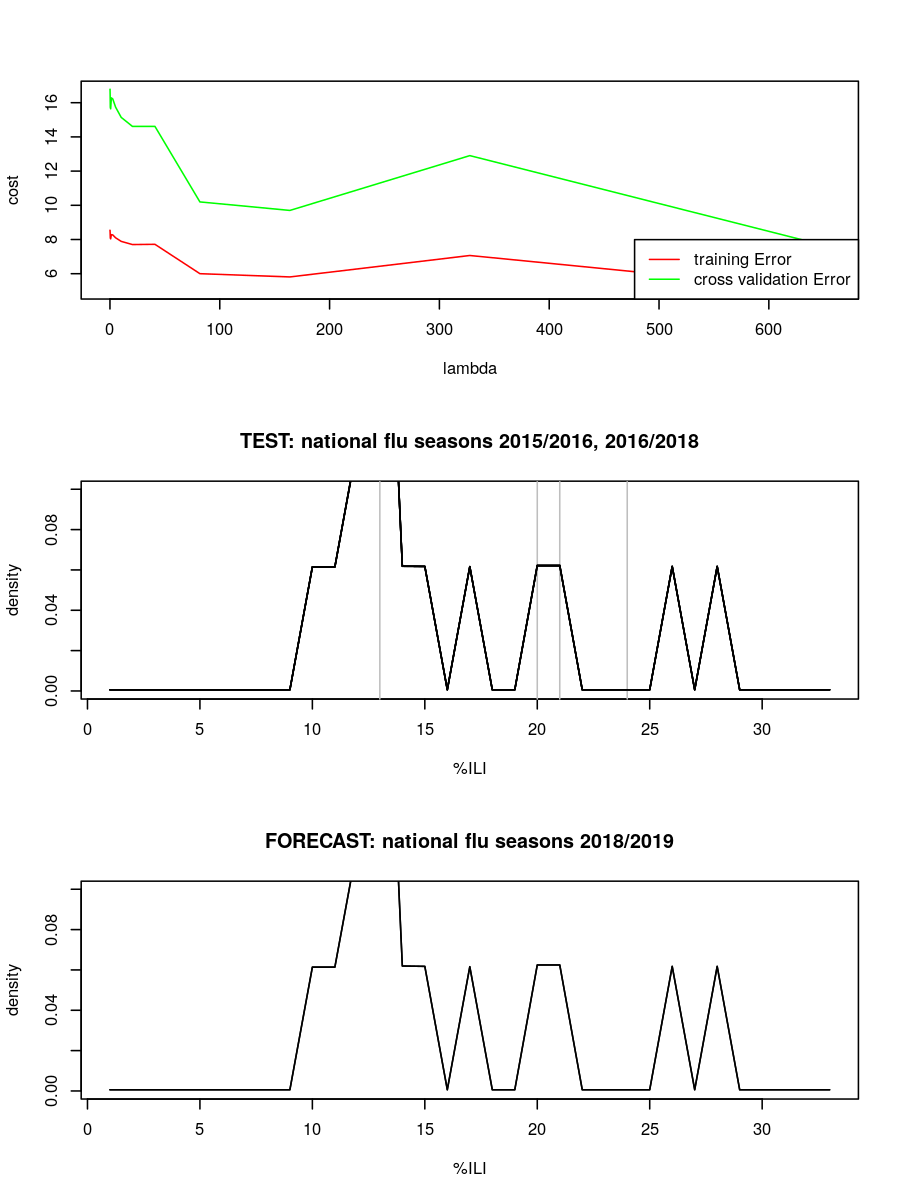 cost
16
14
12
10
8
6
training Error
cross validation Error
0 100 200 300 400 500 600
lambda
TEST: national flu seasons 2015/2016, 2016/2018
density
0.08
0.04
0.00
0 5 10 15 20 25 30
%ILI
FORECAST: national flu seasons 2018/2019
density
0.08
0.04
0.00
0 5 10 15 20 25 30
%ILI